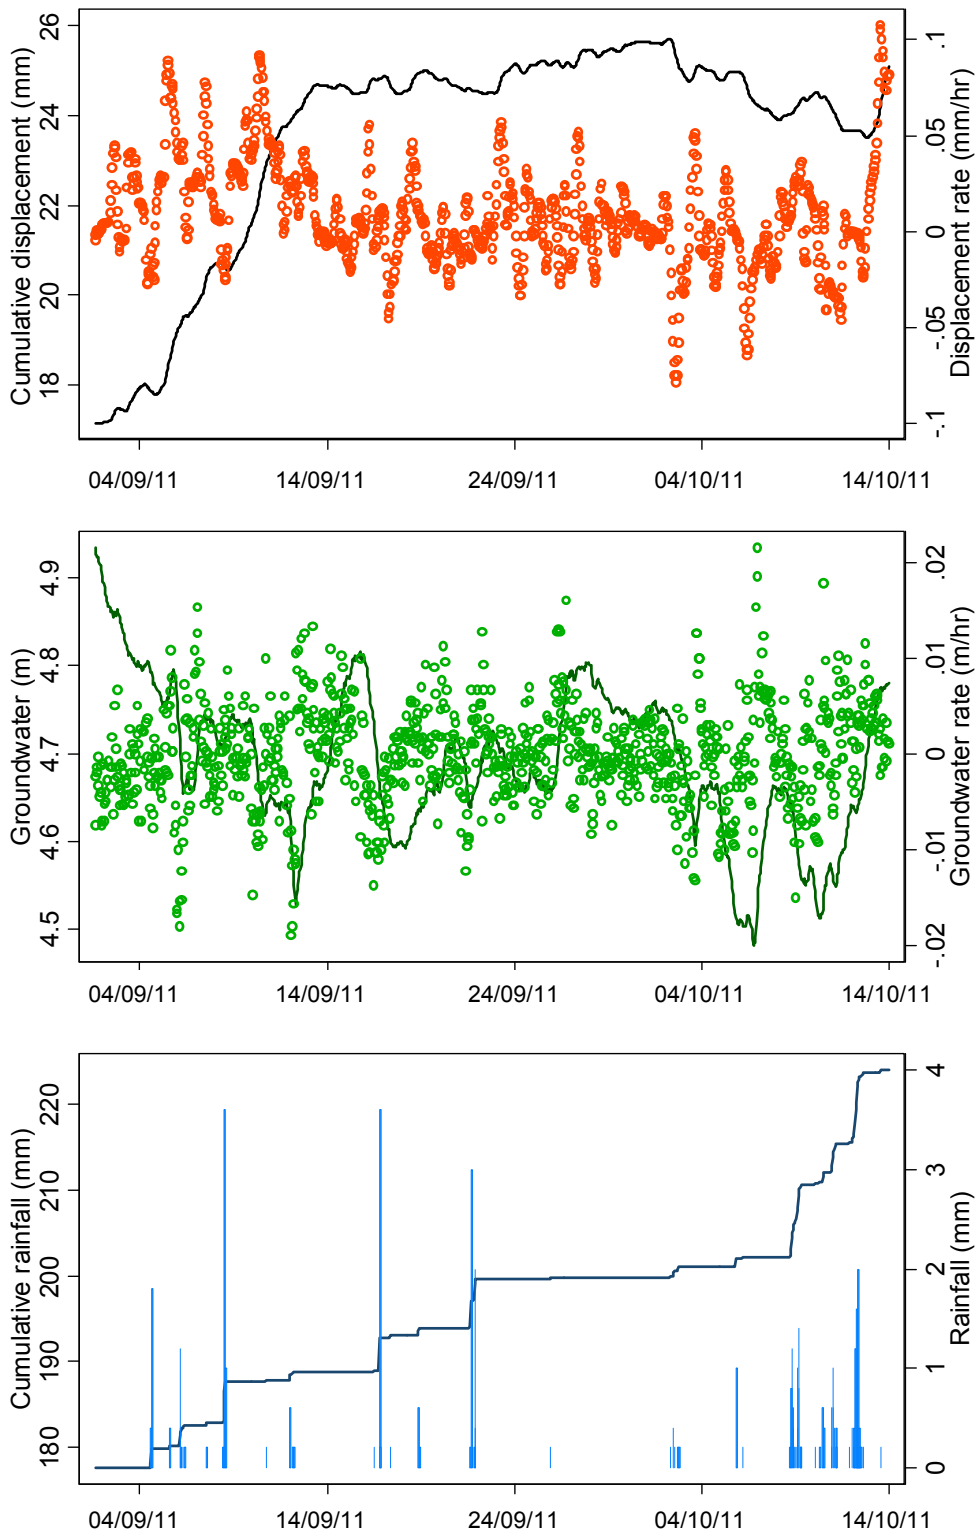 Cumulative displacement (mm)
18 20 22 24 26
Displacement rate (mm/hr)
-.1 -.05 0 .05 .1
04/09/11 14/09/11 24/09/11 04/10/11 14/10/11
Groundwater (m)
4.5 4.6 4.7 4.8 4.9
Groundwater rate (m/hr)
-.02 -.01 0 .01 .02
04/09/11 14/09/11 24/09/11 04/10/11 14/10/11
Cumulative rainfall (mm)
180 190 200 210 220
Rainfall (mm)
0 1 2 3 4
04/09/11 14/09/11 24/09/11 04/10/11 14/10/11